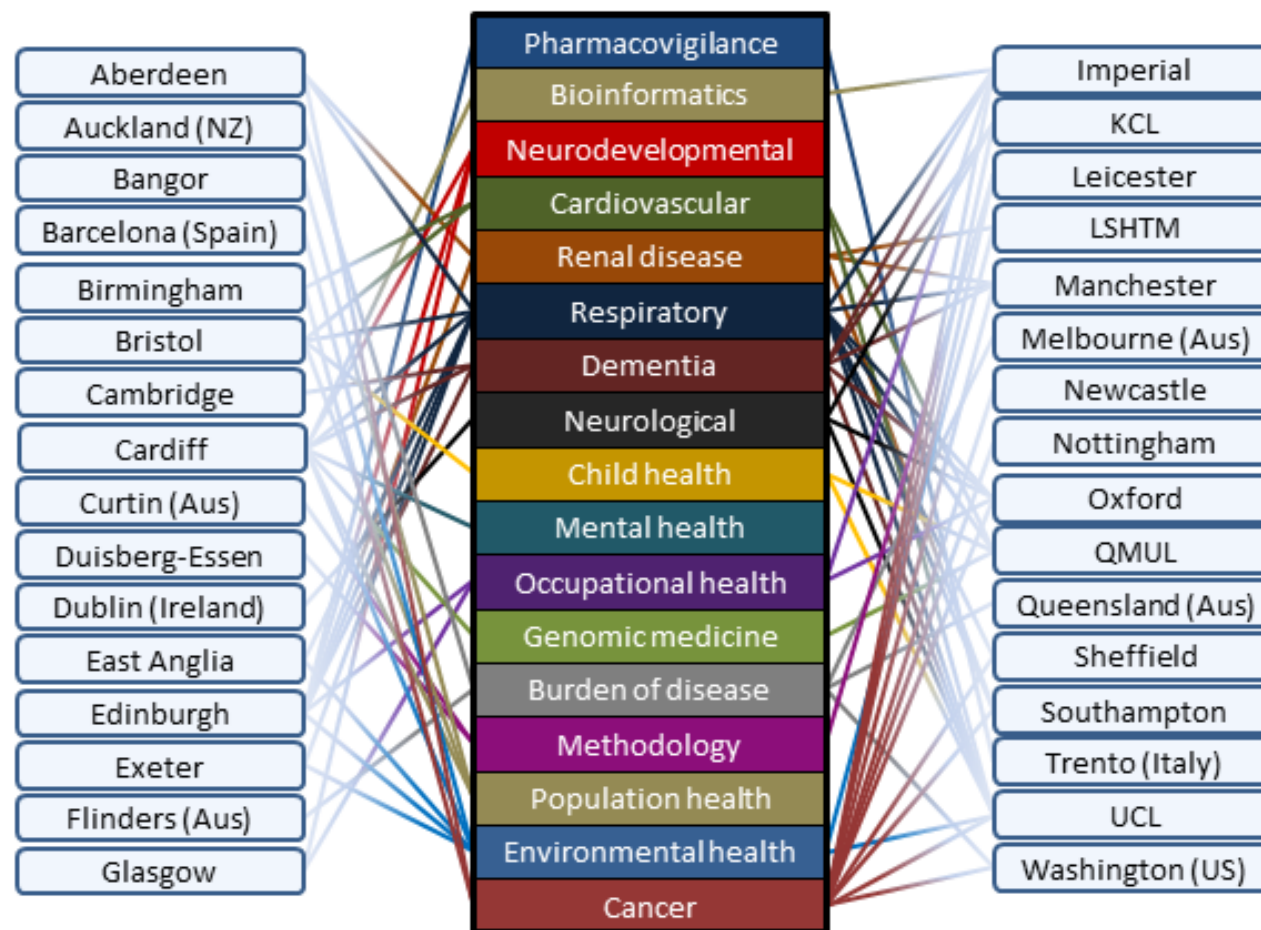 Aberdeen
Auckland (NZ)
Bangor
Barcelona (Spain)
Birmingham
Bristol
Cambridge
Cardiff
Curtin (Aus)
Duisberg-Essen
Dublin (Ireland)
East Anglia
Edinburgh
Exeter
Flinders (Aus)
Glasgow
Pharmacovigilance
Bioinformatics
Neurodevelopmental
Cardiovascular
Renal disease
Respiratory
Dementia
Neurological
Child health
Mental health
Occupational health
Genomic medicine
Burden of disease
Methodology
Population health
Environmental health
Cancer
Imperial
KCL
Leicester
LSHTM
Manchester
Melbourne (Aus)
Newcastle
Nottingham
Oxford
QMUL
Queensland (Aus)
Sheffield
Southampton
Trento (Italy)
UCL
Washington (US)